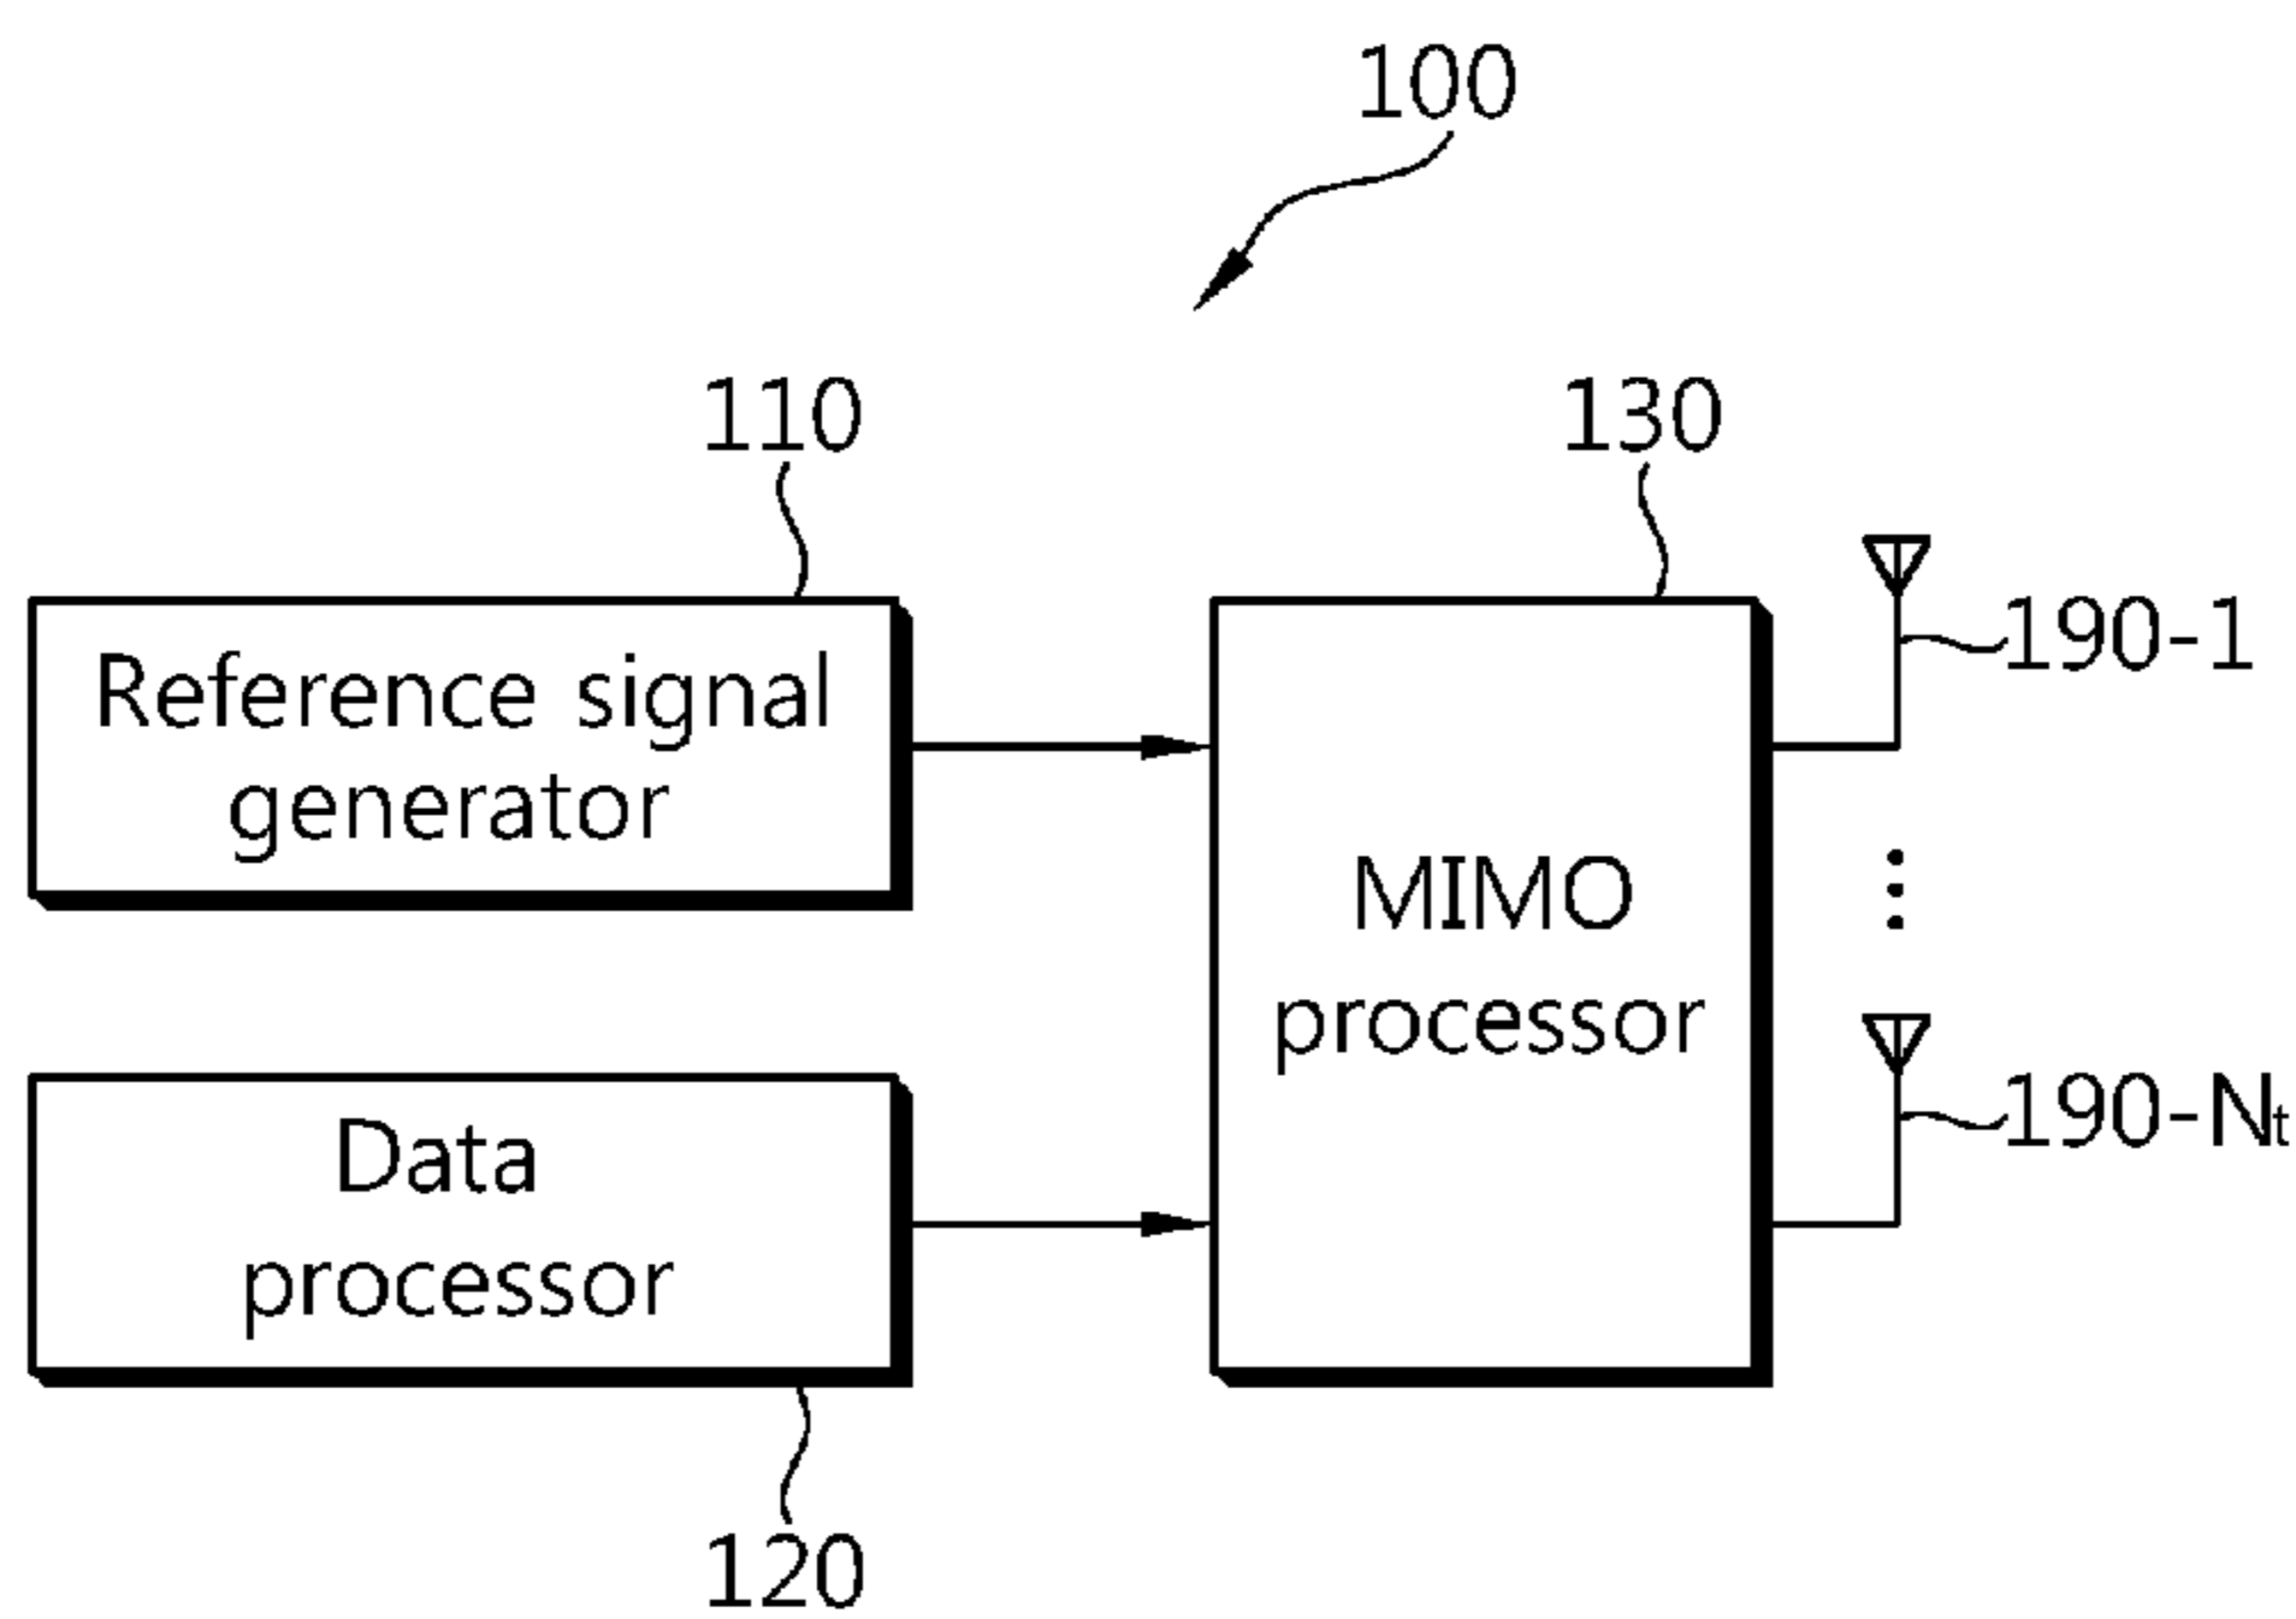 100
110
130
Reference signal
generator
190-1
MIMO
processor
Data
processor
190-Nt
120